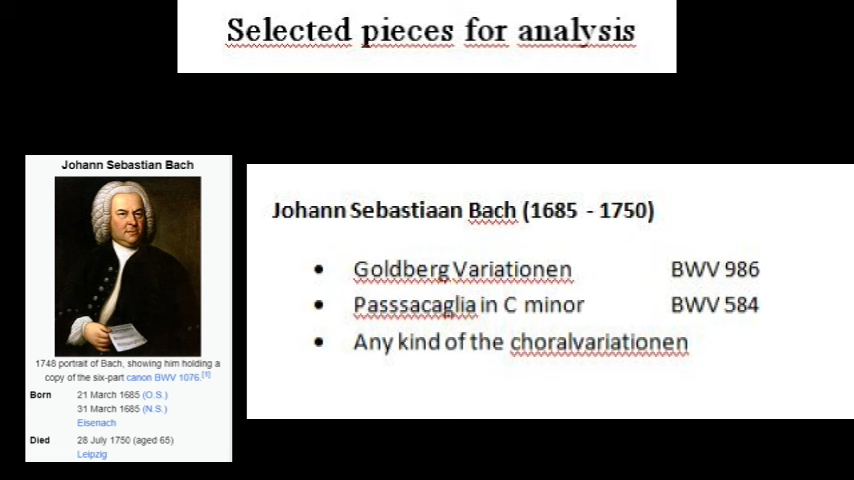 Selected pieces for analysis
Johann Sebastian Bach
1748 portrait of Bach, showing him holding a
copy of the six-part canon BWV 1076.[1]
Born 21 March 1685 (O.S.)
31 March 1685 (N.S.)
Eisenach
Died 28 July 1750 (aged 65)
Leipzig
Johann Sebastiaan Bach (1685 - 1750)
• Goldberg Variationen BWV 986
• Passsacaglia in C minor BWV 584
• Any kind of the choralvariationen